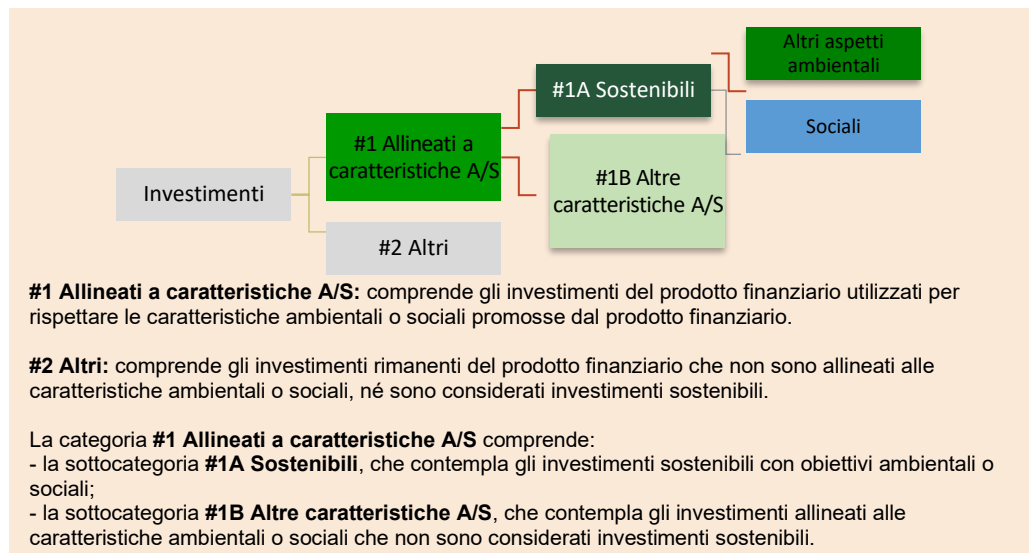 Altri aspetti
ambientali
#1A Sostenibili
Sociali
#1 Allineati a
caratteristiche A/S
#1B Altre
caratteristiche A/S
Investimenti
#2 Altri
#1 Allineati a caratteristiche A/S: comprende gli investimenti del prodotto finanziario utilizzati per
rispettare le caratteristiche ambientali o sociali promosse dal prodotto finanziario.
#2 Altri: comprende gli investimenti rimanenti del prodotto finanziario che non sono allineati alle
caratteristiche ambientali o sociali, né sono considerati investimenti sostenibili.
La categoria #1 Allineati a caratteristiche A/S comprende:
- la sottocategoria #1A Sostenibili, che contempla gli investimenti sostenibili con obiettivi ambientali o
sociali;
- la sottocategoria #1B Altre caratteristiche A/S, che contempla gli investimenti allineati alle
caratteristiche ambientali o sociali che non sono considerati investimenti sostenibili.